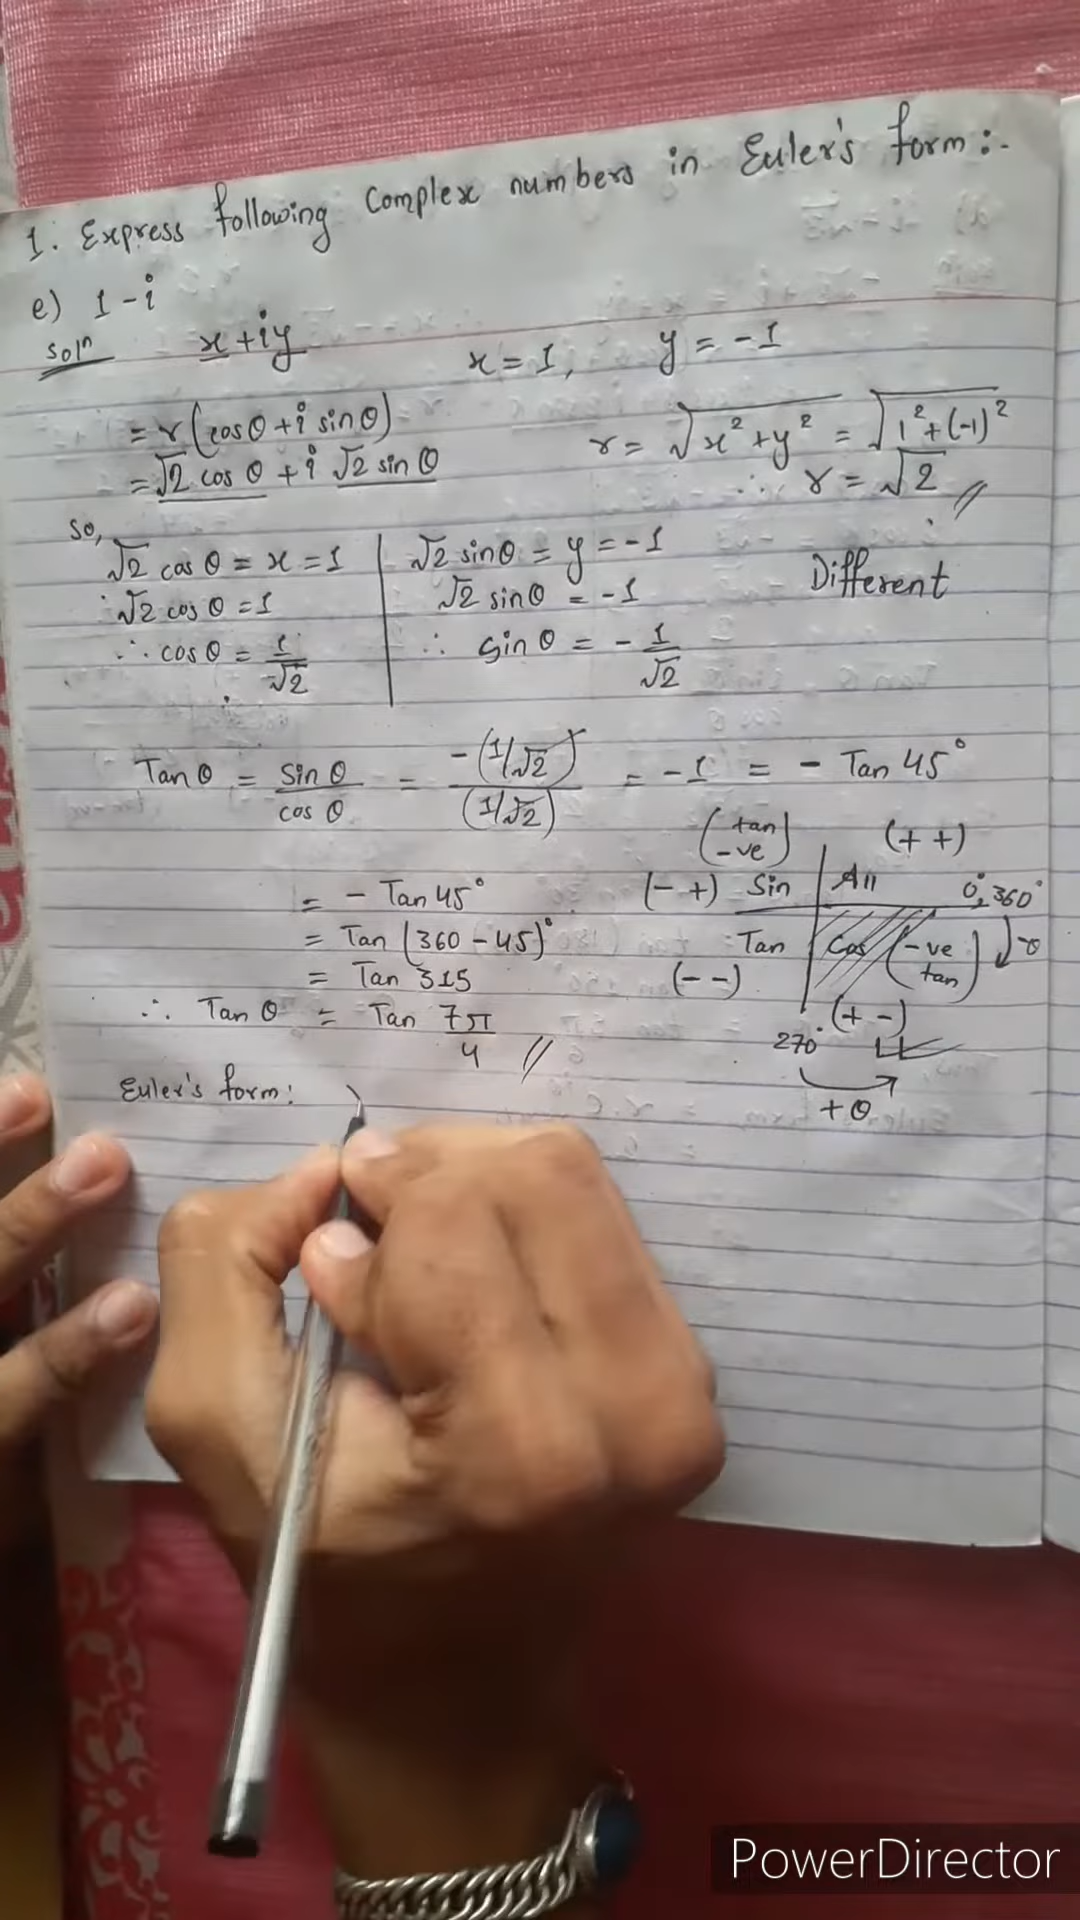 1. Express following complex numbers in Euler's form:-
e) 1-i
Soln x+iy x = 1, y = -1
= r(cosθ + i sinθ) r = √x²+y² = √1²+(-1)²
= √2 cos θ + i √2 sin θ ∴ r = √2 //
So,
√2 cos θ = x = 1 √2 sinθ = y = -1 Different
∴ √2 cos θ = 1 √2 sinθ = -1
∴ cos θ = 1/√2 ∴ sin θ = - 1/√2
Tan θ = sin θ / cos θ = -(1/√2) / (1/√2) = -1 = - Tan 45°
(tan -ve) (+ +)
= - Tan 45° (- +) Sin All 0°, 360°
= Tan (360 - 45)° Tan Cos (-ve tan) -θ
= Tan 315 (- -)
∴ Tan θ = Tan 7π/4 // (+ -)
270°
+θ
Euler's form:
PowerDirector